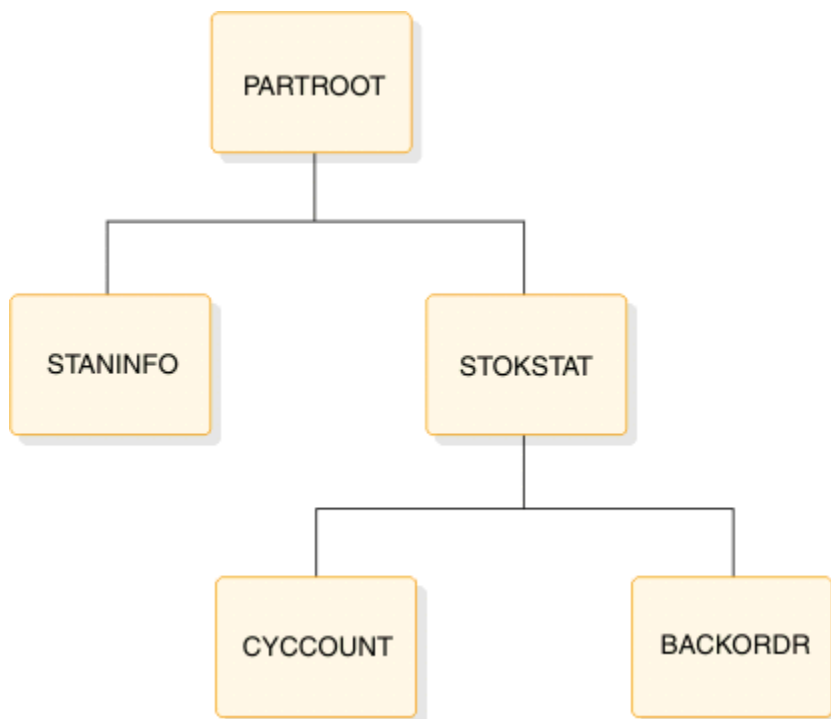 PARTROOT
STANINFO
STOKSTAT
CYCCOUNT
BACKORDR